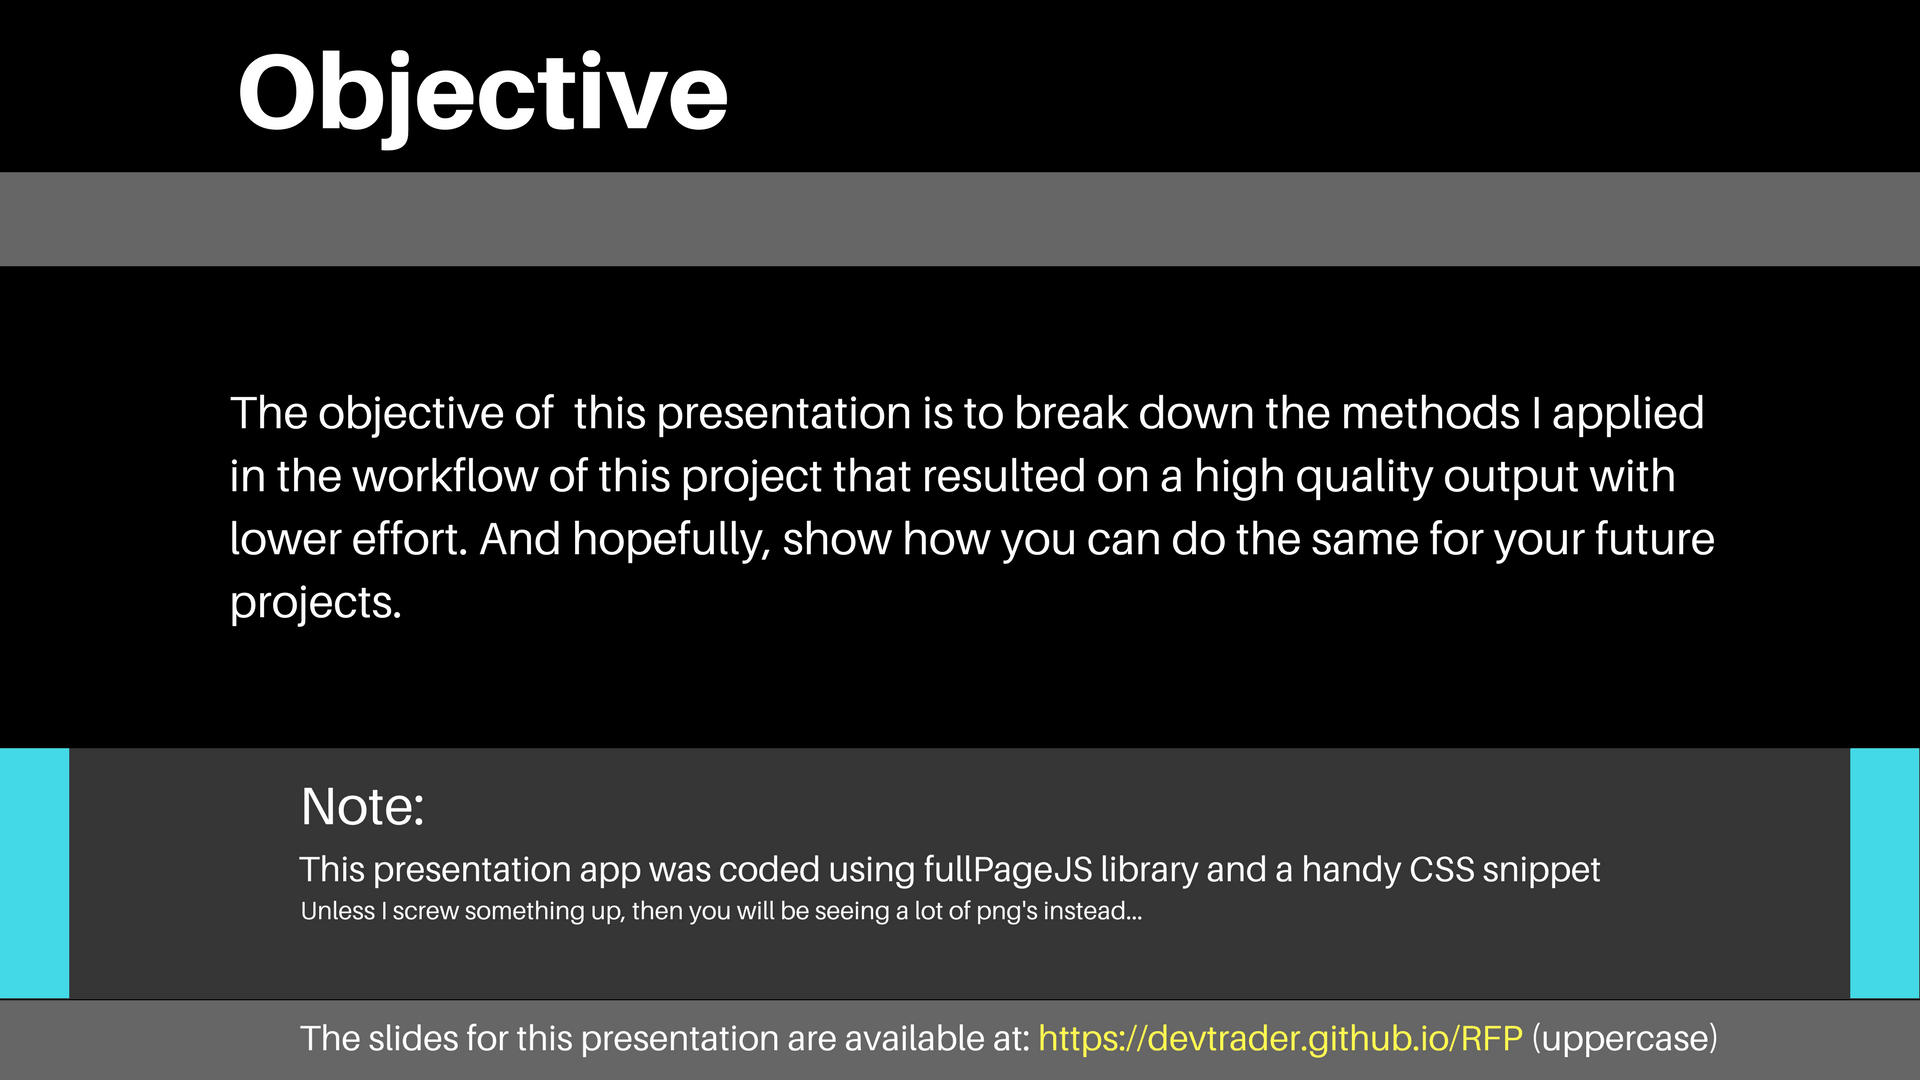 Objective
The objective of  this presentation is to break down the methods I applied
in the workflow of this project that resulted on a high quality output with
lower effort. And hopefully, show how you can do the same for your future
projects.
Note:
This presentation app was coded using fullPageJS library and a handy CSS snippet
Unless I screw something up, then you will be seeing a lot of png's instead...
The slides for this presentation are available at: https://devtrader.github.io/RFP (uppercase)